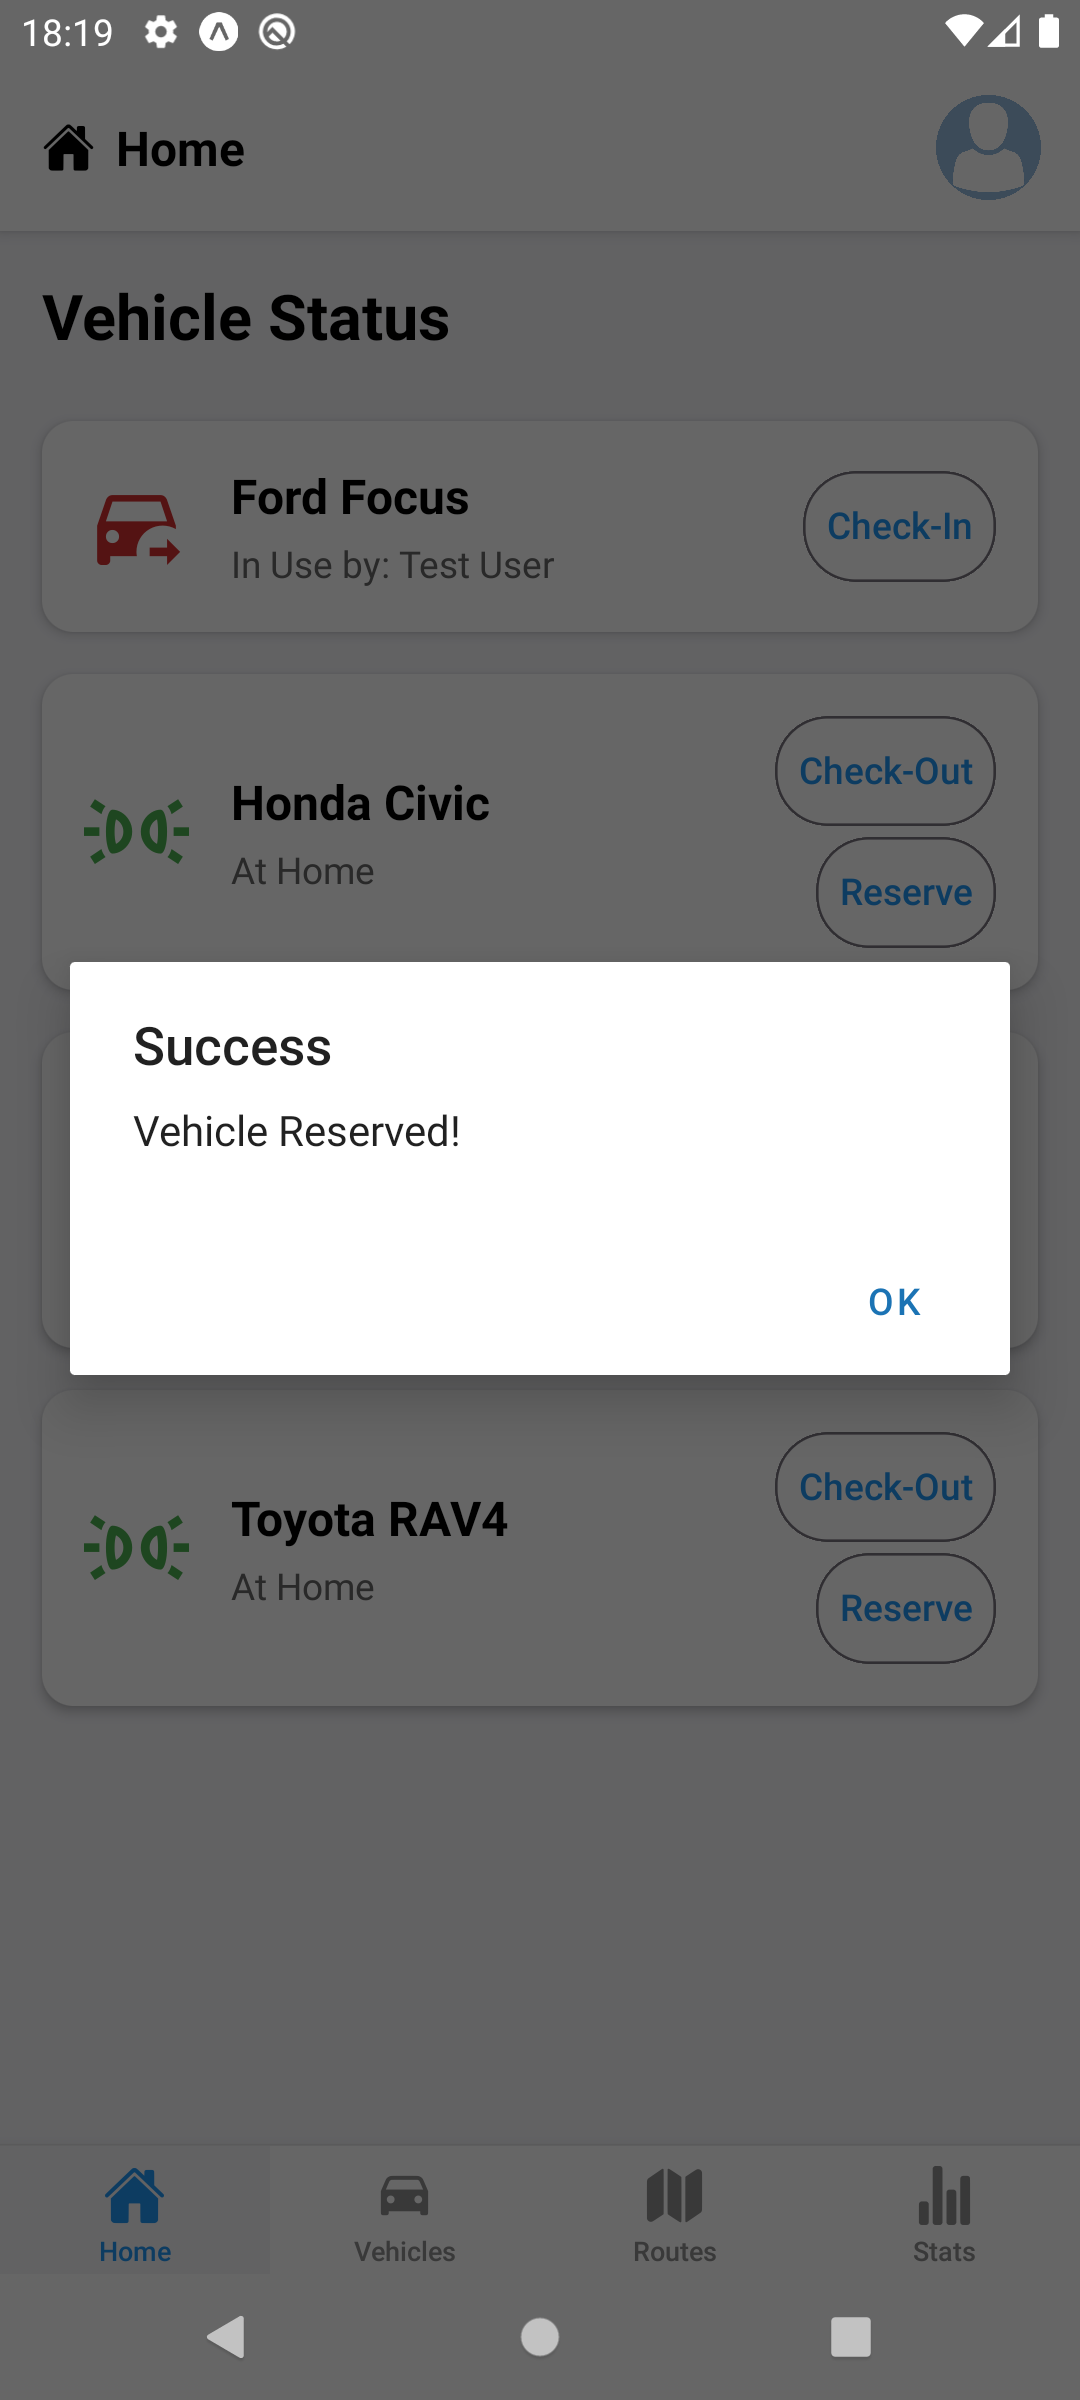 18:19
Home
Vehicle Status
Ford Focus
In Use by: Test User
Check-In
Honda Civic
At Home
Check-Out
Reserve
Success
Vehicle Reserved!
OK
Toyota RAV4
At Home
Check-Out
Reserve
Home
Vehicles
Routes
Stats